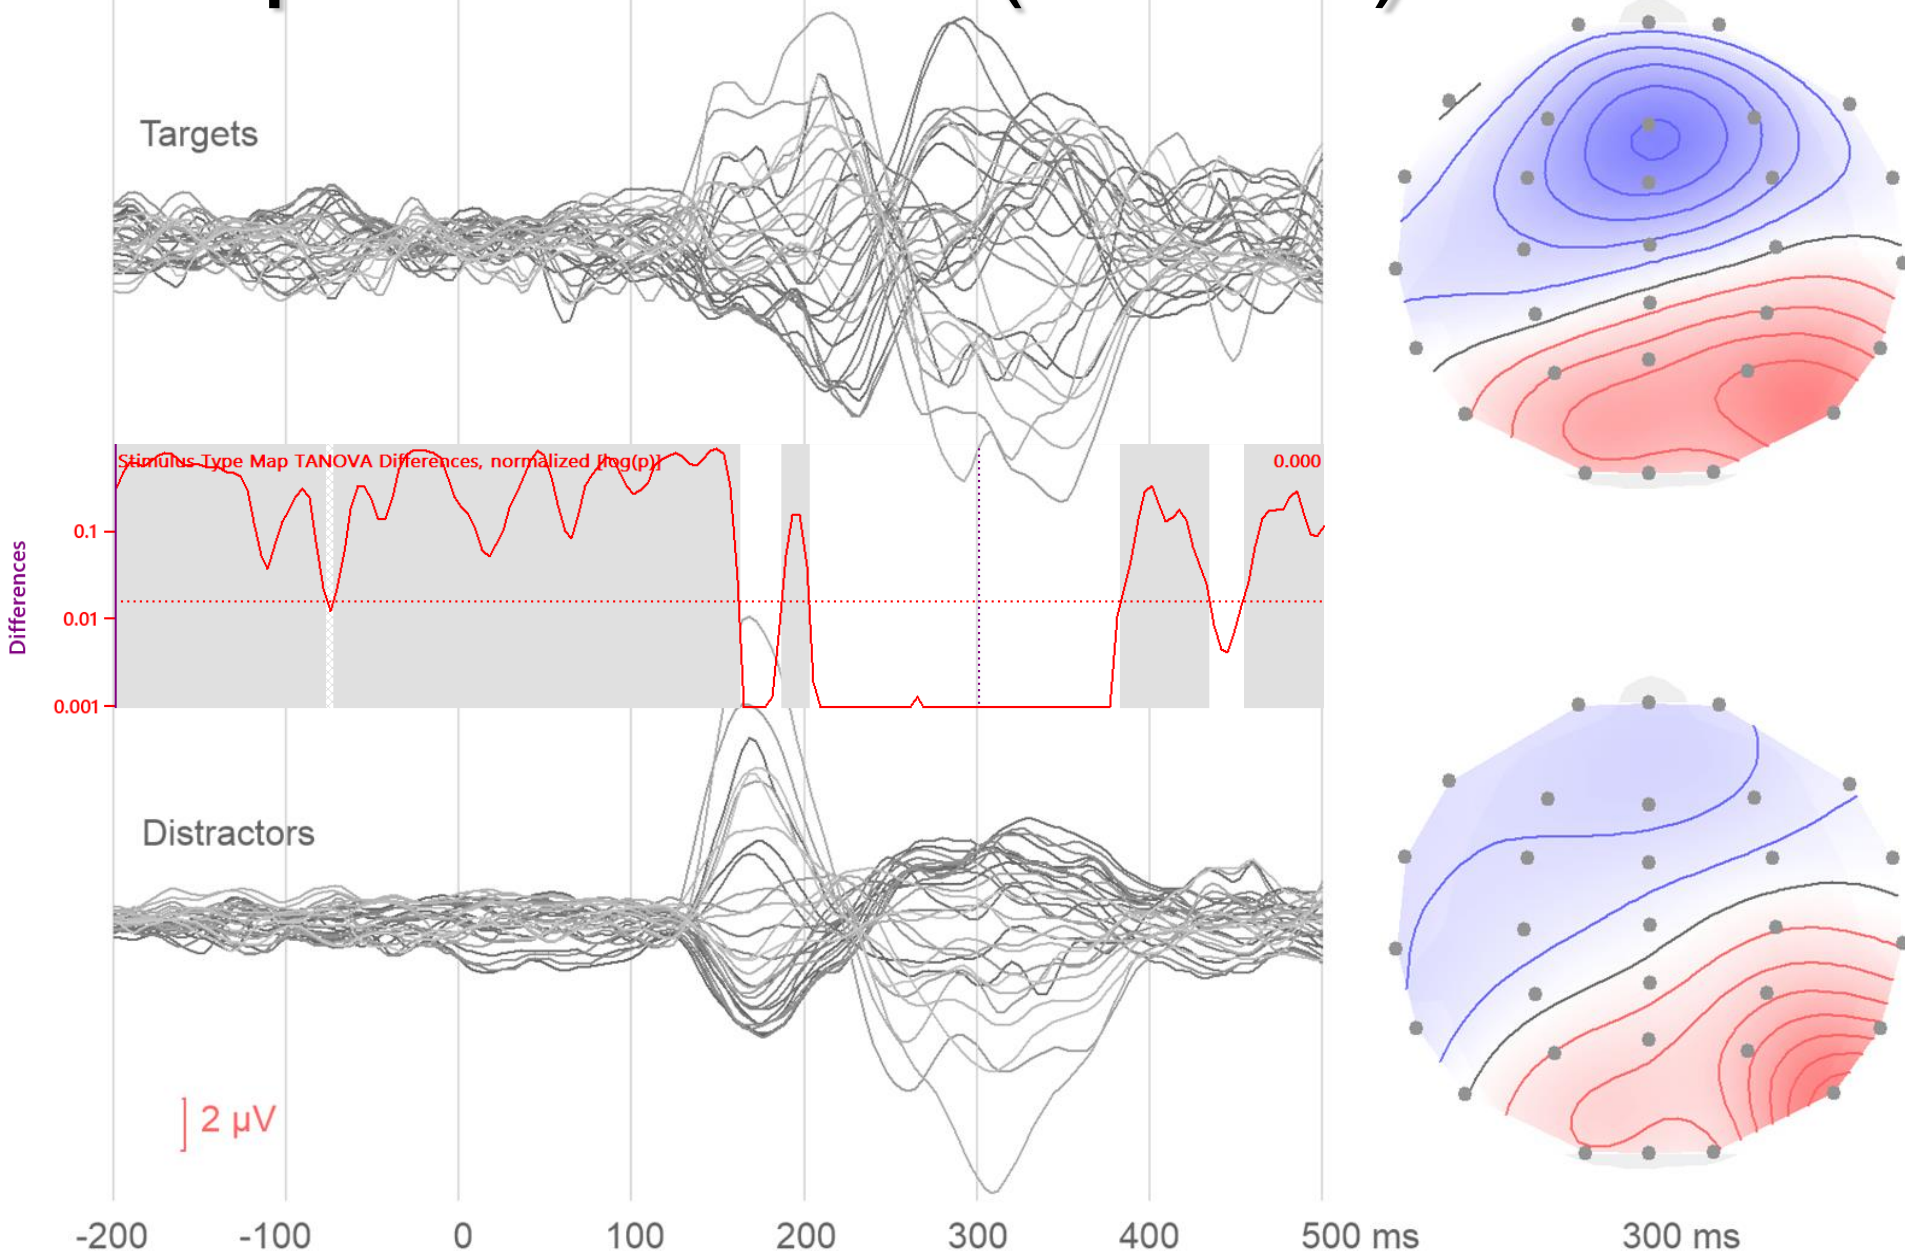 Targets
Stimulus Type Map TANOVA Differences, normalized [log(p)]
0.000
Differences
0.1
0.01
0.001
Distractors
2 µV
-200 -100 0 100 200 300 400 500 ms 300 ms